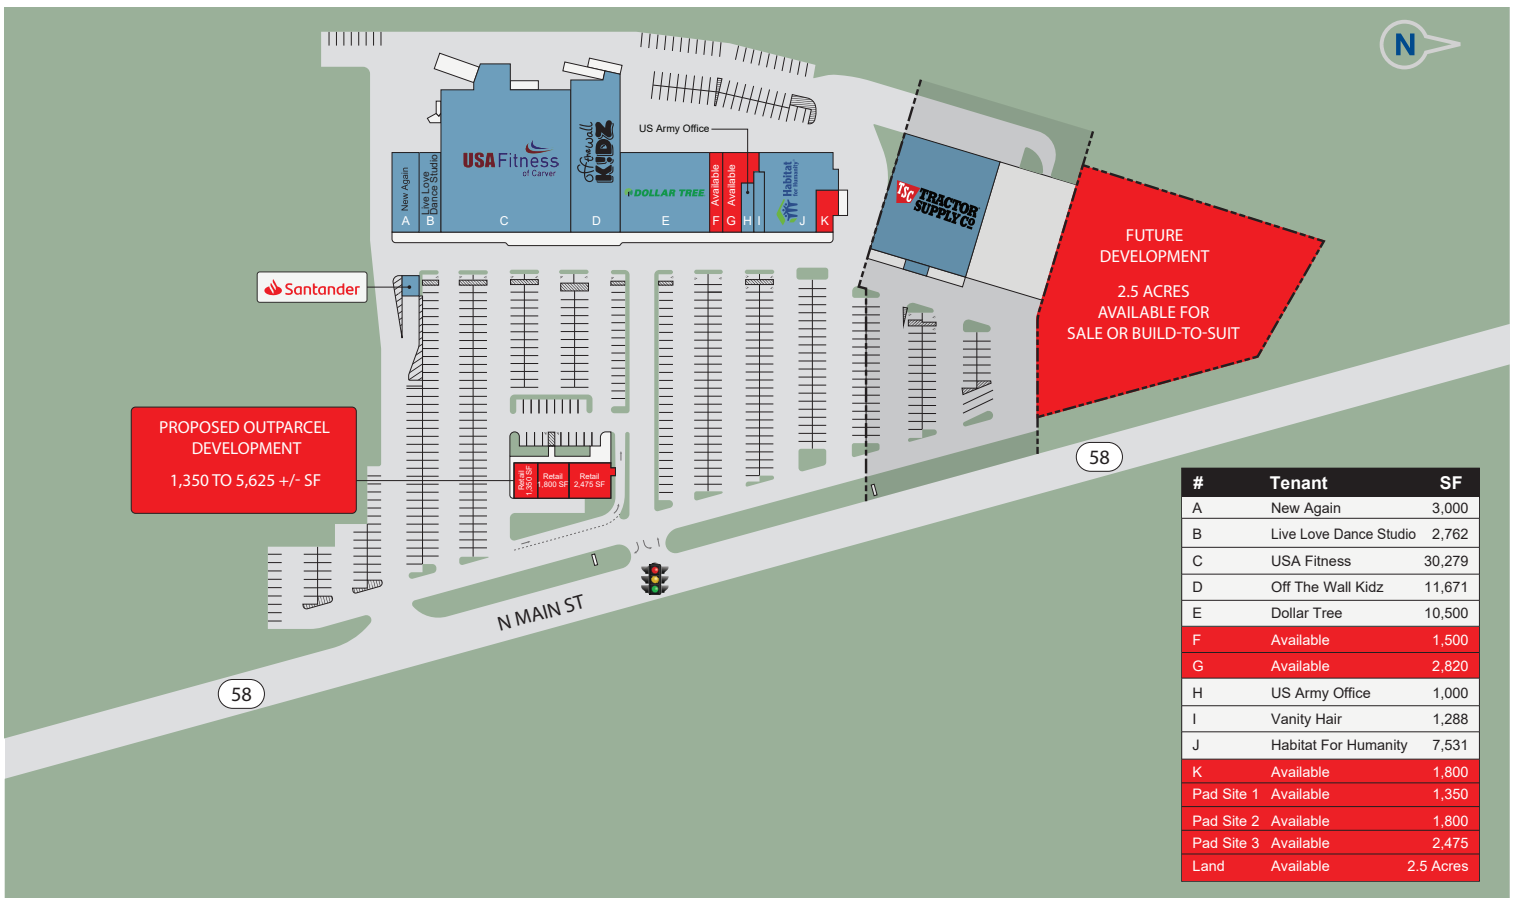 N
US Army Office
New Again
A
Live Love
Dance Studio
B
USA Fitness
of Carver
C
off the wall
KIDZ
D
DOLLAR TREE
E
Available
F
Available
G
H
I
Habitat
for Humanity
J
K
TSC TRACTOR
SUPPLY CO
FUTURE
DEVELOPMENT
2.5 ACRES
AVAILABLE FOR
SALE OR BUILD-TO-SUIT
Santander
PROPOSED OUTPARCEL
DEVELOPMENT
1,350 TO 5,625 +/- SF
Retail
1,350 SF
Retail
1,800 SF
Retail
2,475 SF
58
N MAIN ST
58
# Tenant SF
A New Again 3,000
B Live Love Dance Studio 2,762
C USA Fitness 30,279
D Off The Wall Kidz 11,671
E Dollar Tree 10,500
F Available 1,500
G Available 2,820
H US Army Office 1,000
I Vanity Hair 1,288
J Habitat For Humanity 7,531
K Available 1,800
Pad Site 1 Available 1,350
Pad Site 2 Available 1,800
Pad Site 3 Available 2,475
Land Available 2.5 Acres